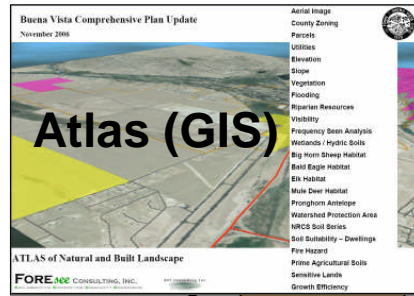 Buena Vista Comprehensive Plan Update
November 2006
Atlas (GIS)
Aerial Image
County Zoning
Parcels
Utilities
Elevation
Slope
Vegetation
Flooding
Riparian Resources
Visibility
Frequency Seen Analysis
Wetlands / Hydric Soils
Big Horn Sheep Habitat
Bald Eagle Habitat
Elk Habitat
Mule Deer Habitat
Pronghorn Antelope
Watershed Protection Area
NRCS Soil Series
Soil Suitability – Dwellings
Fire Hazard
Prime Agricultural Soils
Sensitive Lands
Growth Efficiency
ATLAS of Natural and Built Landscape
FORESEE CONSULTING, INC.